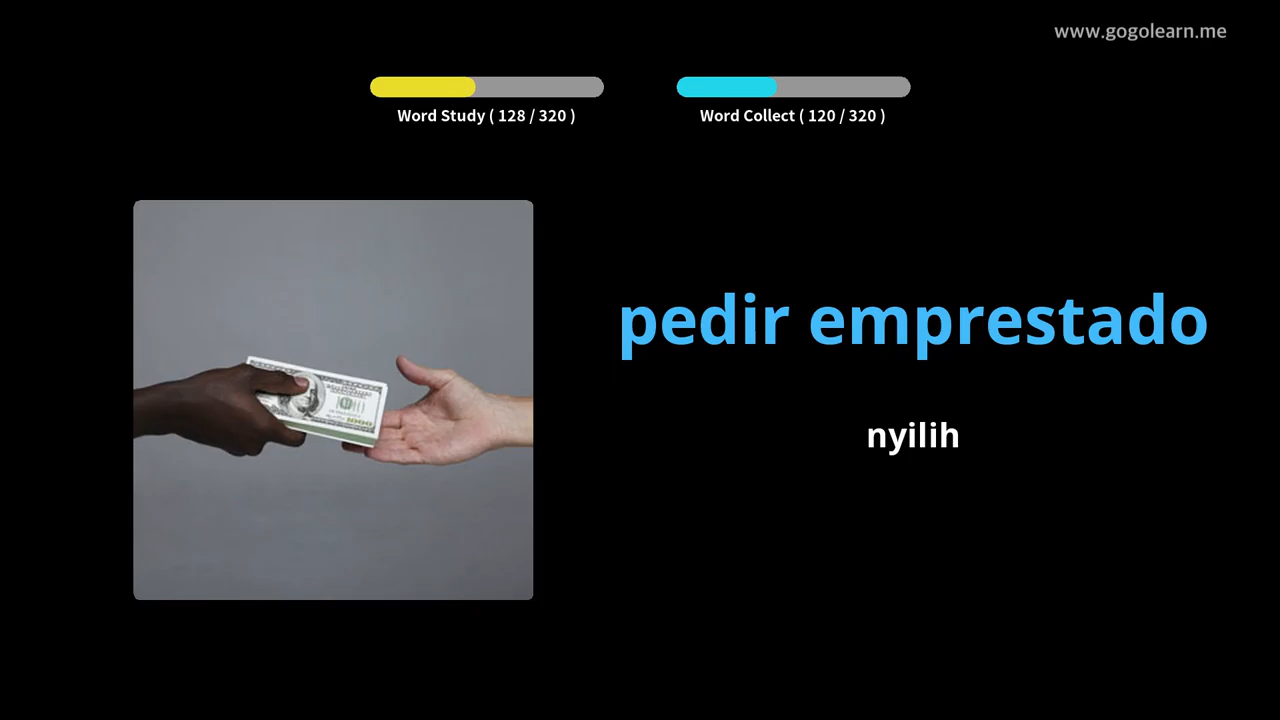 www.gogolearn.me
Word Study ( 128 / 320 )
Word Collect ( 120 / 320 )
pedir emprestado
nyilih